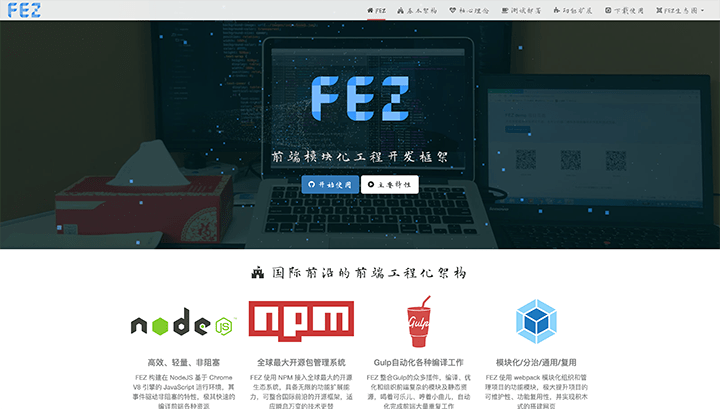 FEZ
FEZ 基本架构 核心理念 测试部署 功能扩展 下载使用 FEZ生态圈
FEZ
前端模块化工程开发框架
开始使用 主要特性
国际前沿的前端工程化架构
node JS
npm
Gulp
高效、轻量、非阻塞
全球最大开源包管理系统
Gulp自动化各种编译工作
模块化/分治/通用/复用
FEZ 构建在 NodeJS 基于 Chrome
V8 引擎的 JavaScript 运行环境，其
事件驱动非阻塞的特性，极其快速的
编译前端各种资源
FEZ 使用 NPM 接入全球最大的开源
生态系统，具备无限的功能扩展能
力，可整合国际前沿的开源框架，适
应瞬息万变的技术更替
FEZ 整合Gulp的众多插件，编译、优
化和组织前端复杂的模块及静态资
源，喝着可乐儿、哼着小曲儿，自动
化完成前端大量重复工作
FEZ 使用 webpack 模块化组织和管
理项目的功能模块，极大提升项目的
可维护性、功能复用性，并实现积木
式的迭代网页